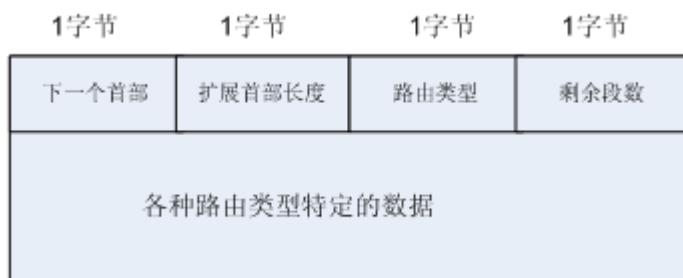 1字节 1字节 1字节 1字节
下一个首部 扩展首部长度 路由类型 剩余段数
各种路由类型特定的数据